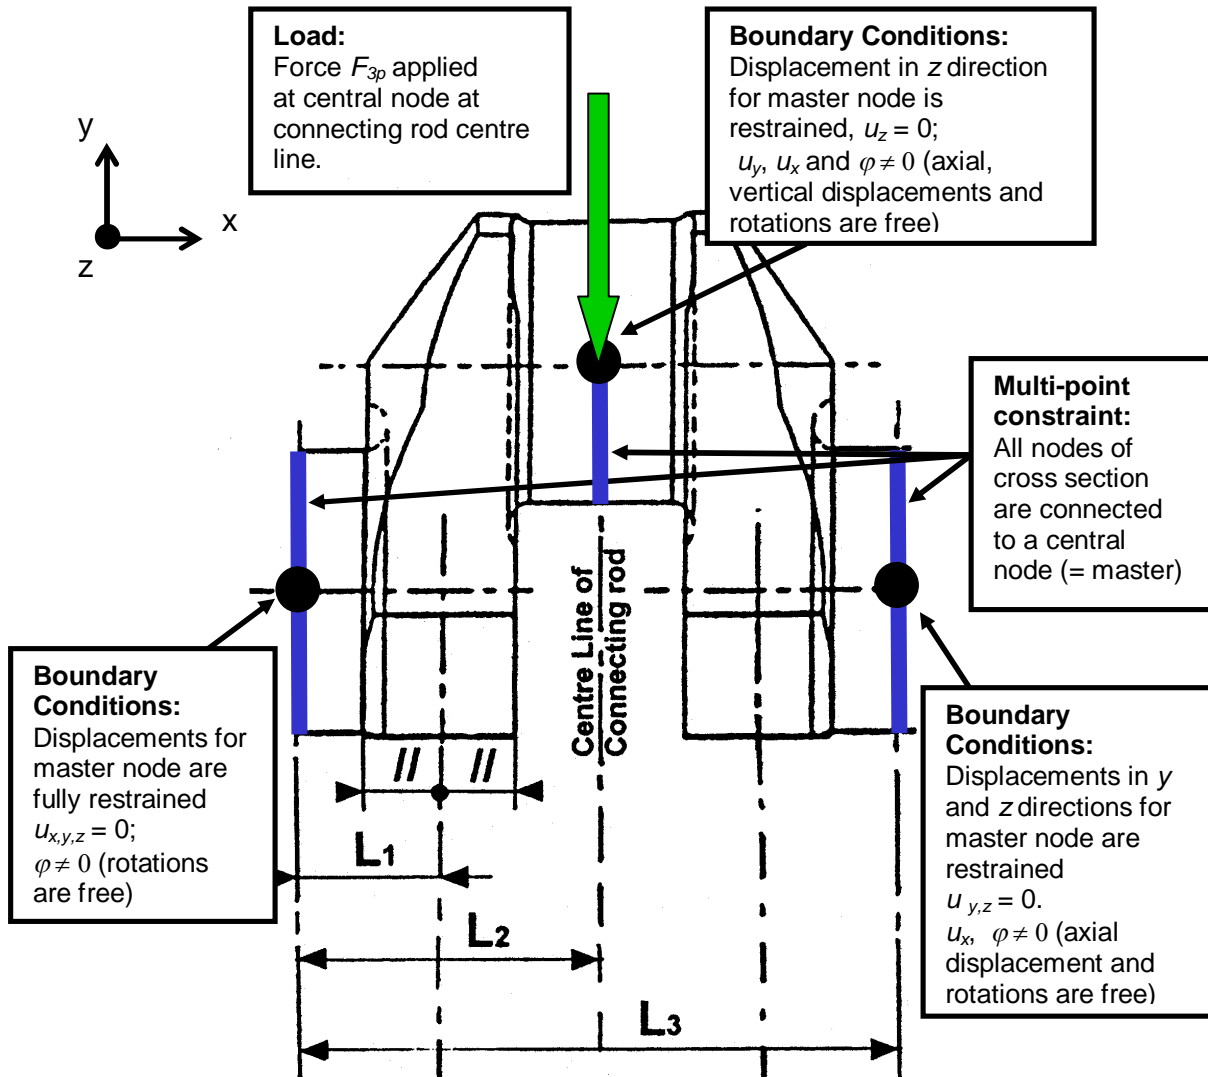 Load:
Force F3p applied
at central node at
connecting rod centre
line.
Boundary Conditions:
Displacement in z direction
for master node is
restrained, uz = 0;
uy, ux and φ ≠ 0 (axial,
vertical displacements and
rotations are free)
y
x
z
Multi-point
constraint:
All nodes of
cross section
are connected
to a central
node (= master)
Centre Line of
Connecting rod
Boundary
Conditions:
Displacements for
master node are
fully restrained
ux,y,z = 0;
φ ≠ 0 (rotations
are free)
Boundary
Conditions:
Displacements in y
and z directions for
master node are
restrained
u y,z = 0.
ux, φ ≠ 0 (axial
displacement and
rotations are free)
// //
L1
L2
L3